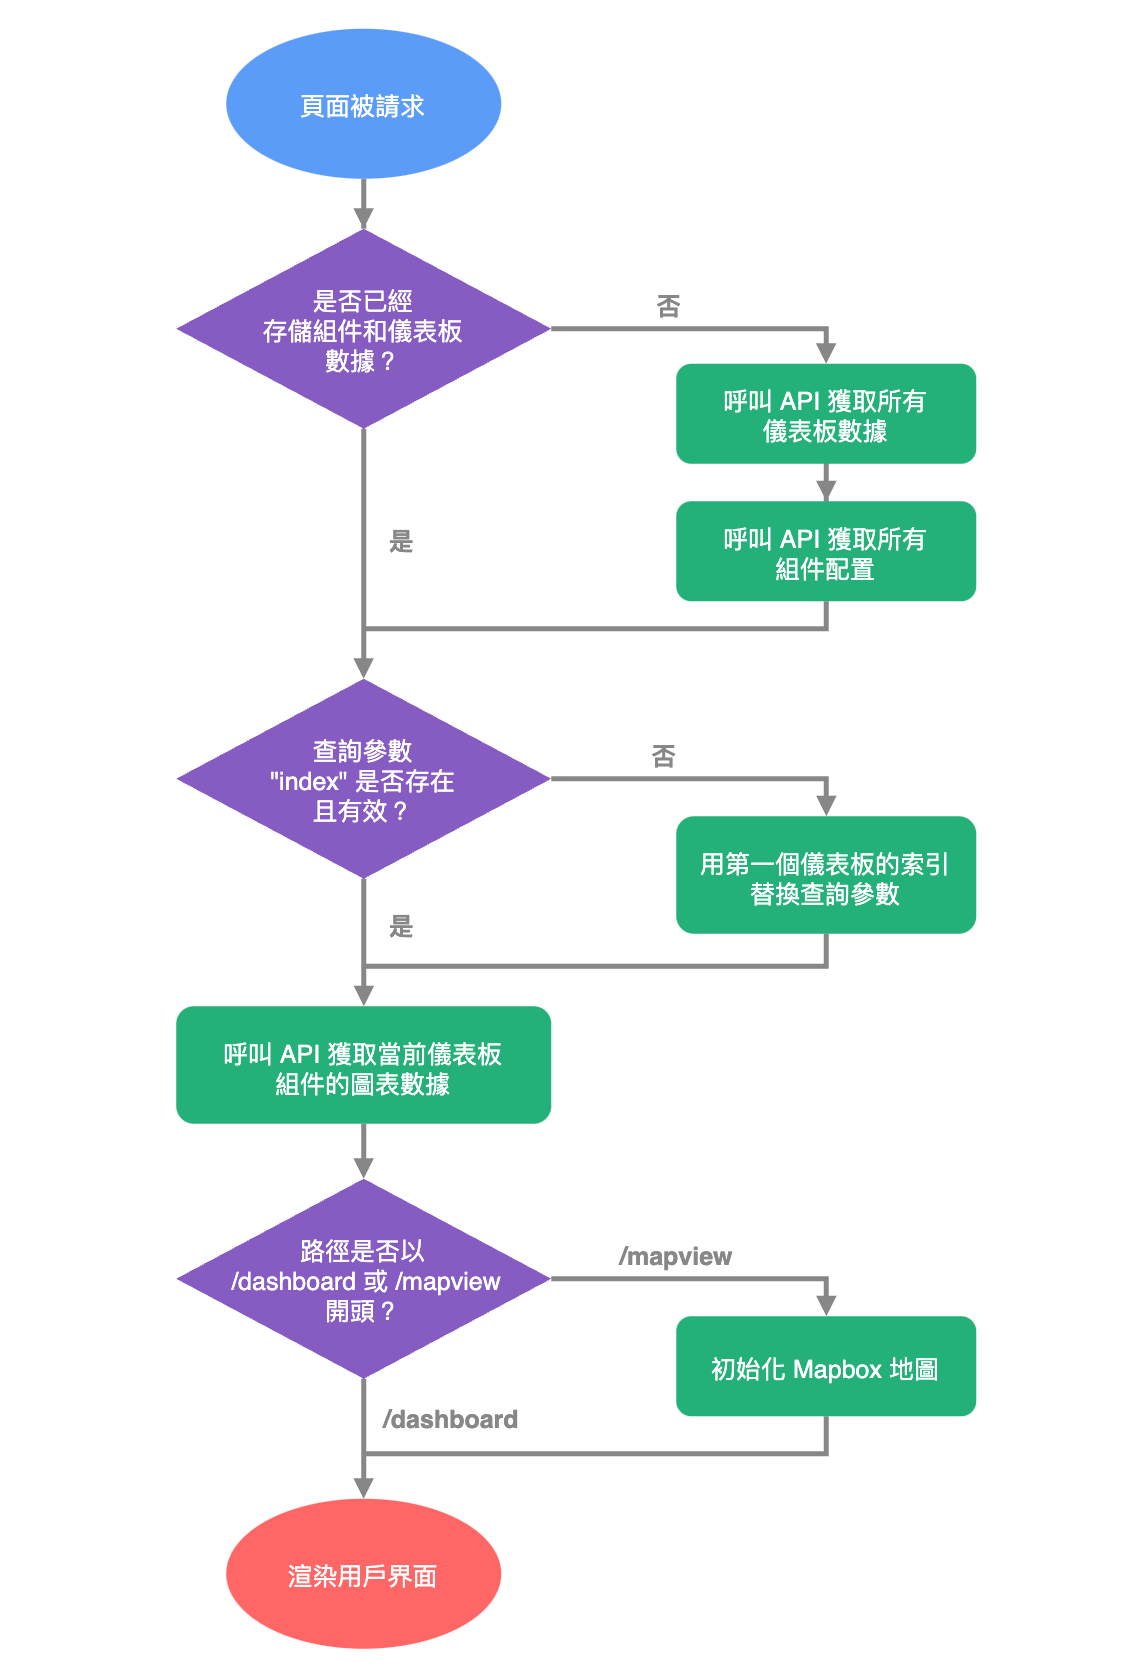 頁面被請求
是否已經
存儲組件和儀表板
數據？
否
呼叫 API 獲取所有
儀表板數據
呼叫 API 獲取所有
組件配置
是
查詢參數
"index" 是否存在
且有效？
否
用第一個儀表板的索引
替換查詢參數
是
呼叫 API 獲取當前儀表板
組件的圖表數據
路徑是否以
/dashboard 或 /mapview
開頭？
/mapview
初始化 Mapbox 地圖
/dashboard
渲染用戶界面